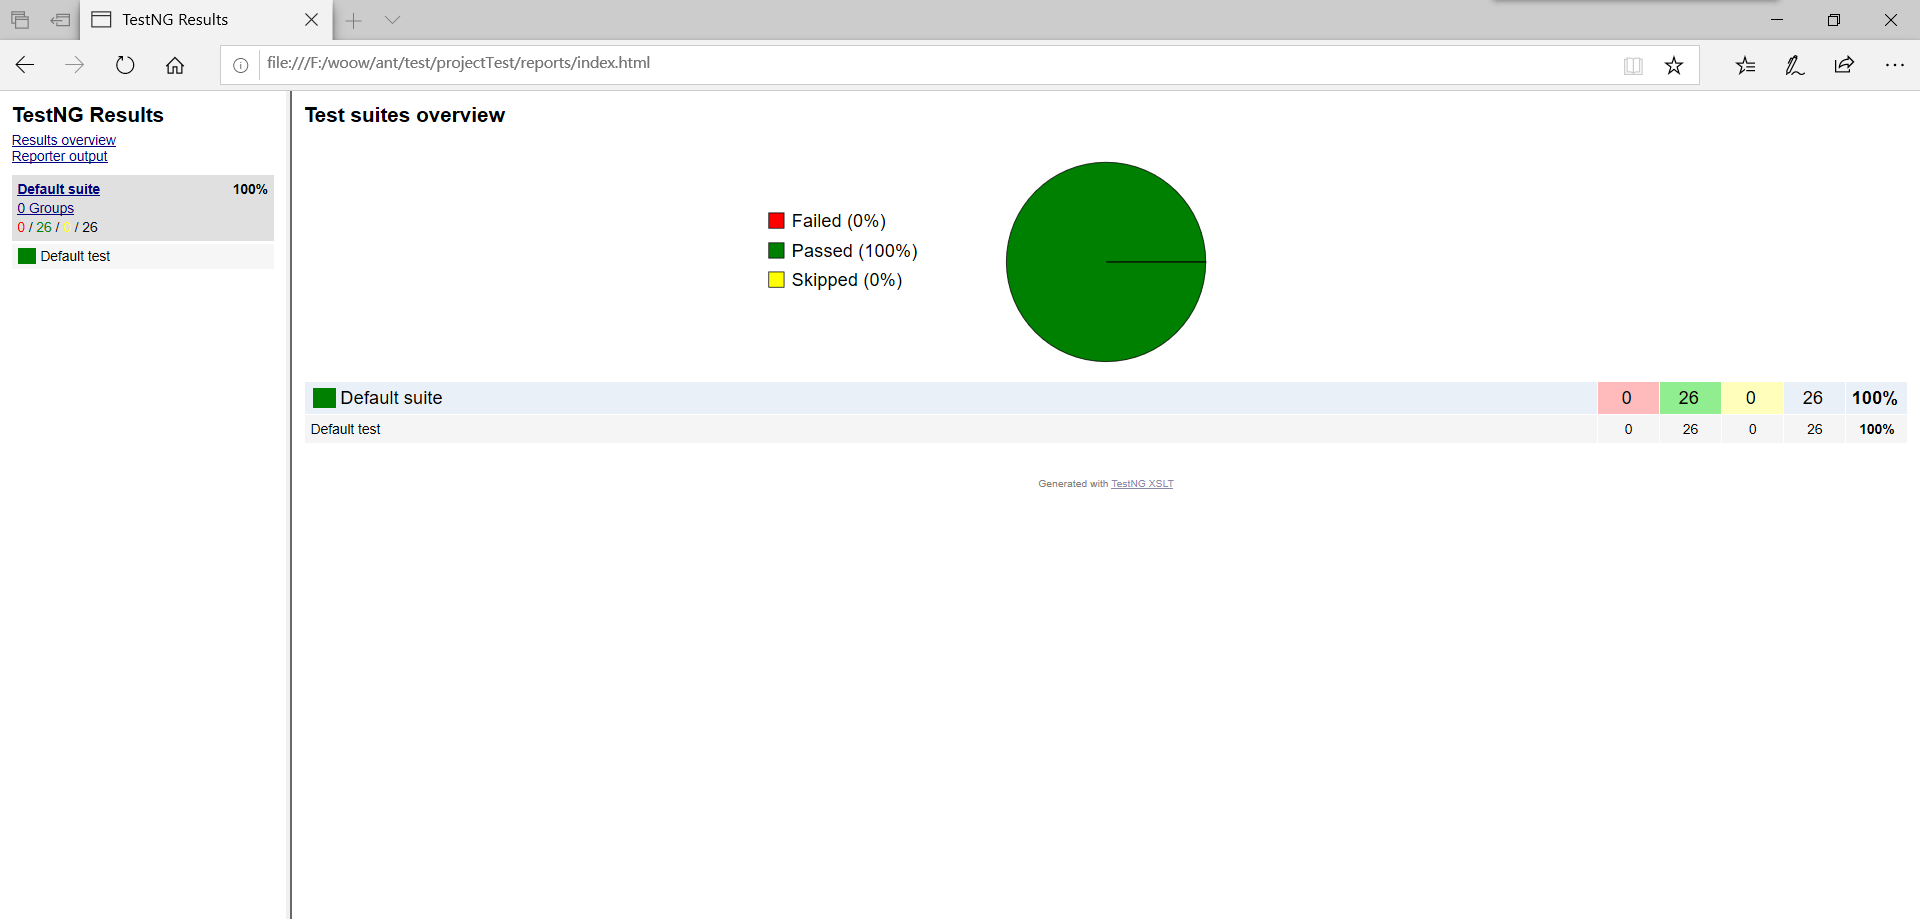 TestNG Results
file:///F:/woow/ant/test/projectTest/reports/index.html
TestNG Results
Results overview
Reporter output
Default suite 100%
0 Groups
0 / 26 / 0 / 26
Default test
Test suites overview
Failed (0%)
Passed (100%)
Skipped (0%)
Default suite 0 26 0 26 100%
Default test 0 26 0 26 100%
Generated with TestNG XSLT